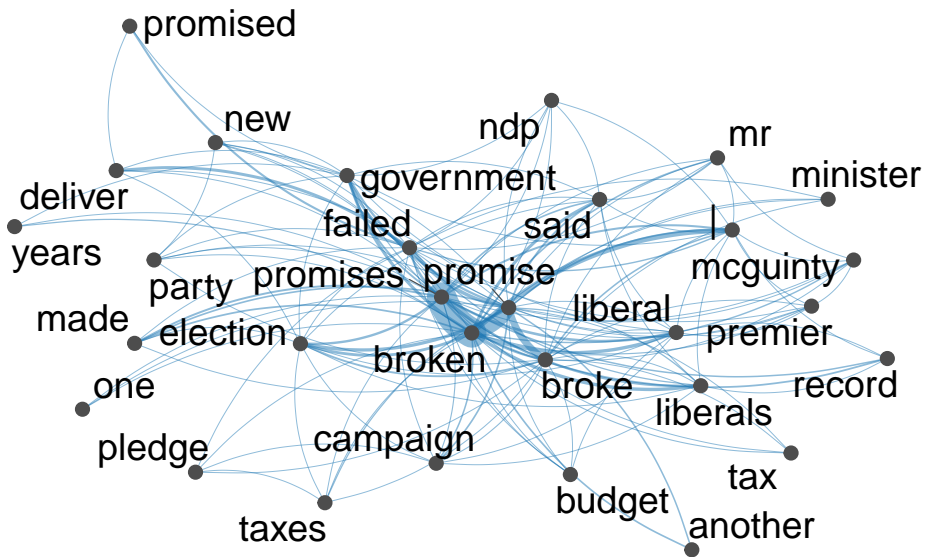 promised
new
ndp
mr
deliver
government
minister
years
failed
said
l
party
promises
promise
mcguinty
made
election
liberal
premier
one
broken
broke
liberals
record
pledge
campaign
budget
tax
taxes
another